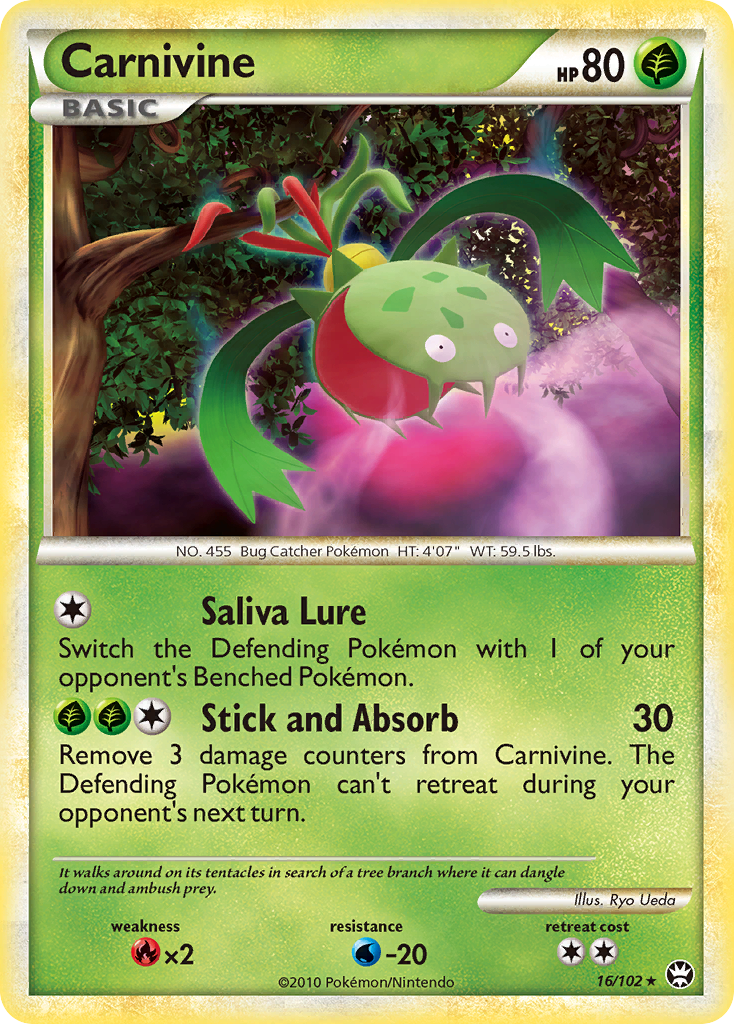 Carnivine
HP 80
BASIC
NO. 455 Bug Catcher Pokémon HT: 4'07" WT: 59.5 lbs.
Saliva Lure
Switch the Defending Pokémon with 1 of your
opponent's Benched Pokémon.
Stick and Absorb 30
Remove 3 damage counters from Carnivine. The
Defending Pokémon can't retreat during your
opponent's next turn.
It walks around on its tentacles in search of a tree branch where it can dangle
down and ambush prey.
Illus. Ryo Ueda
weakness resistance retreat cost
×2 -20
16/102 ★
©2010 Pokémon/Nintendo